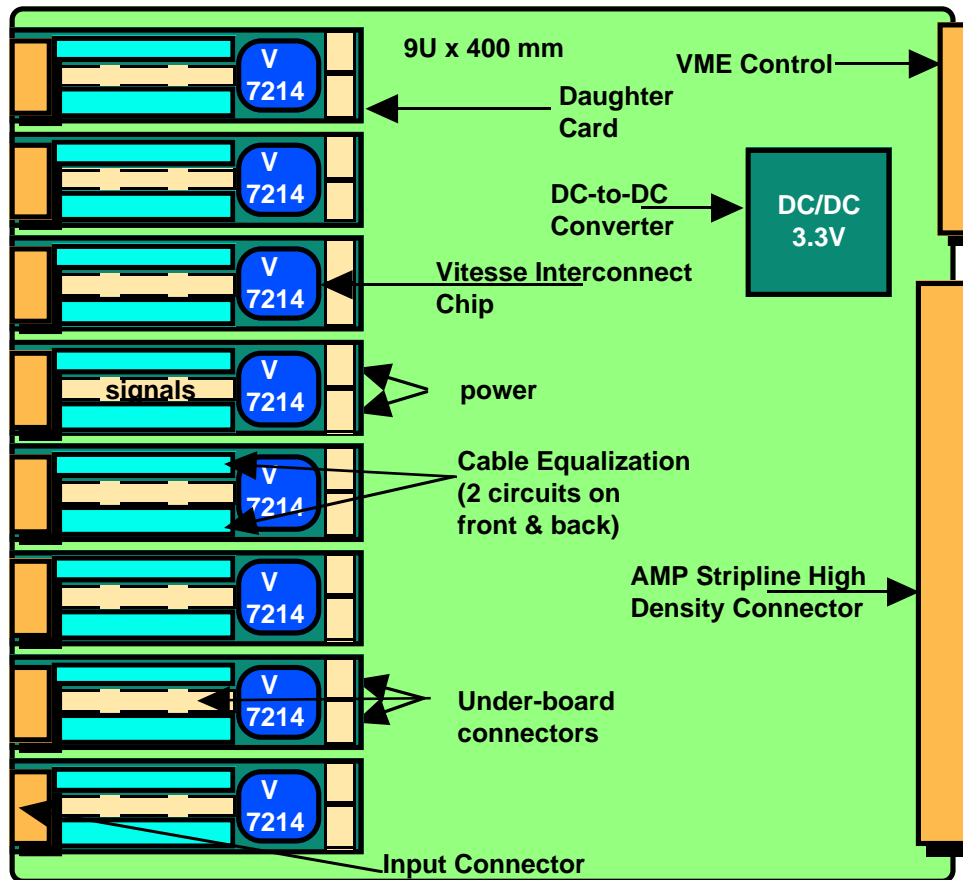 9U x 400 mm
VME Control
V
7214
Daughter
Card
V
7214
DC-to-DC
Converter
DC/DC
3.3V
V
7214
Vitesse Interconnect
Chip
signals
V
7214
power
V
7214
Cable Equalization
(2 circuits on
front & back)
V
7214
AMP Stripline High
Density Connector
V
7214
Under-board
connectors
V
7214
Input Connector